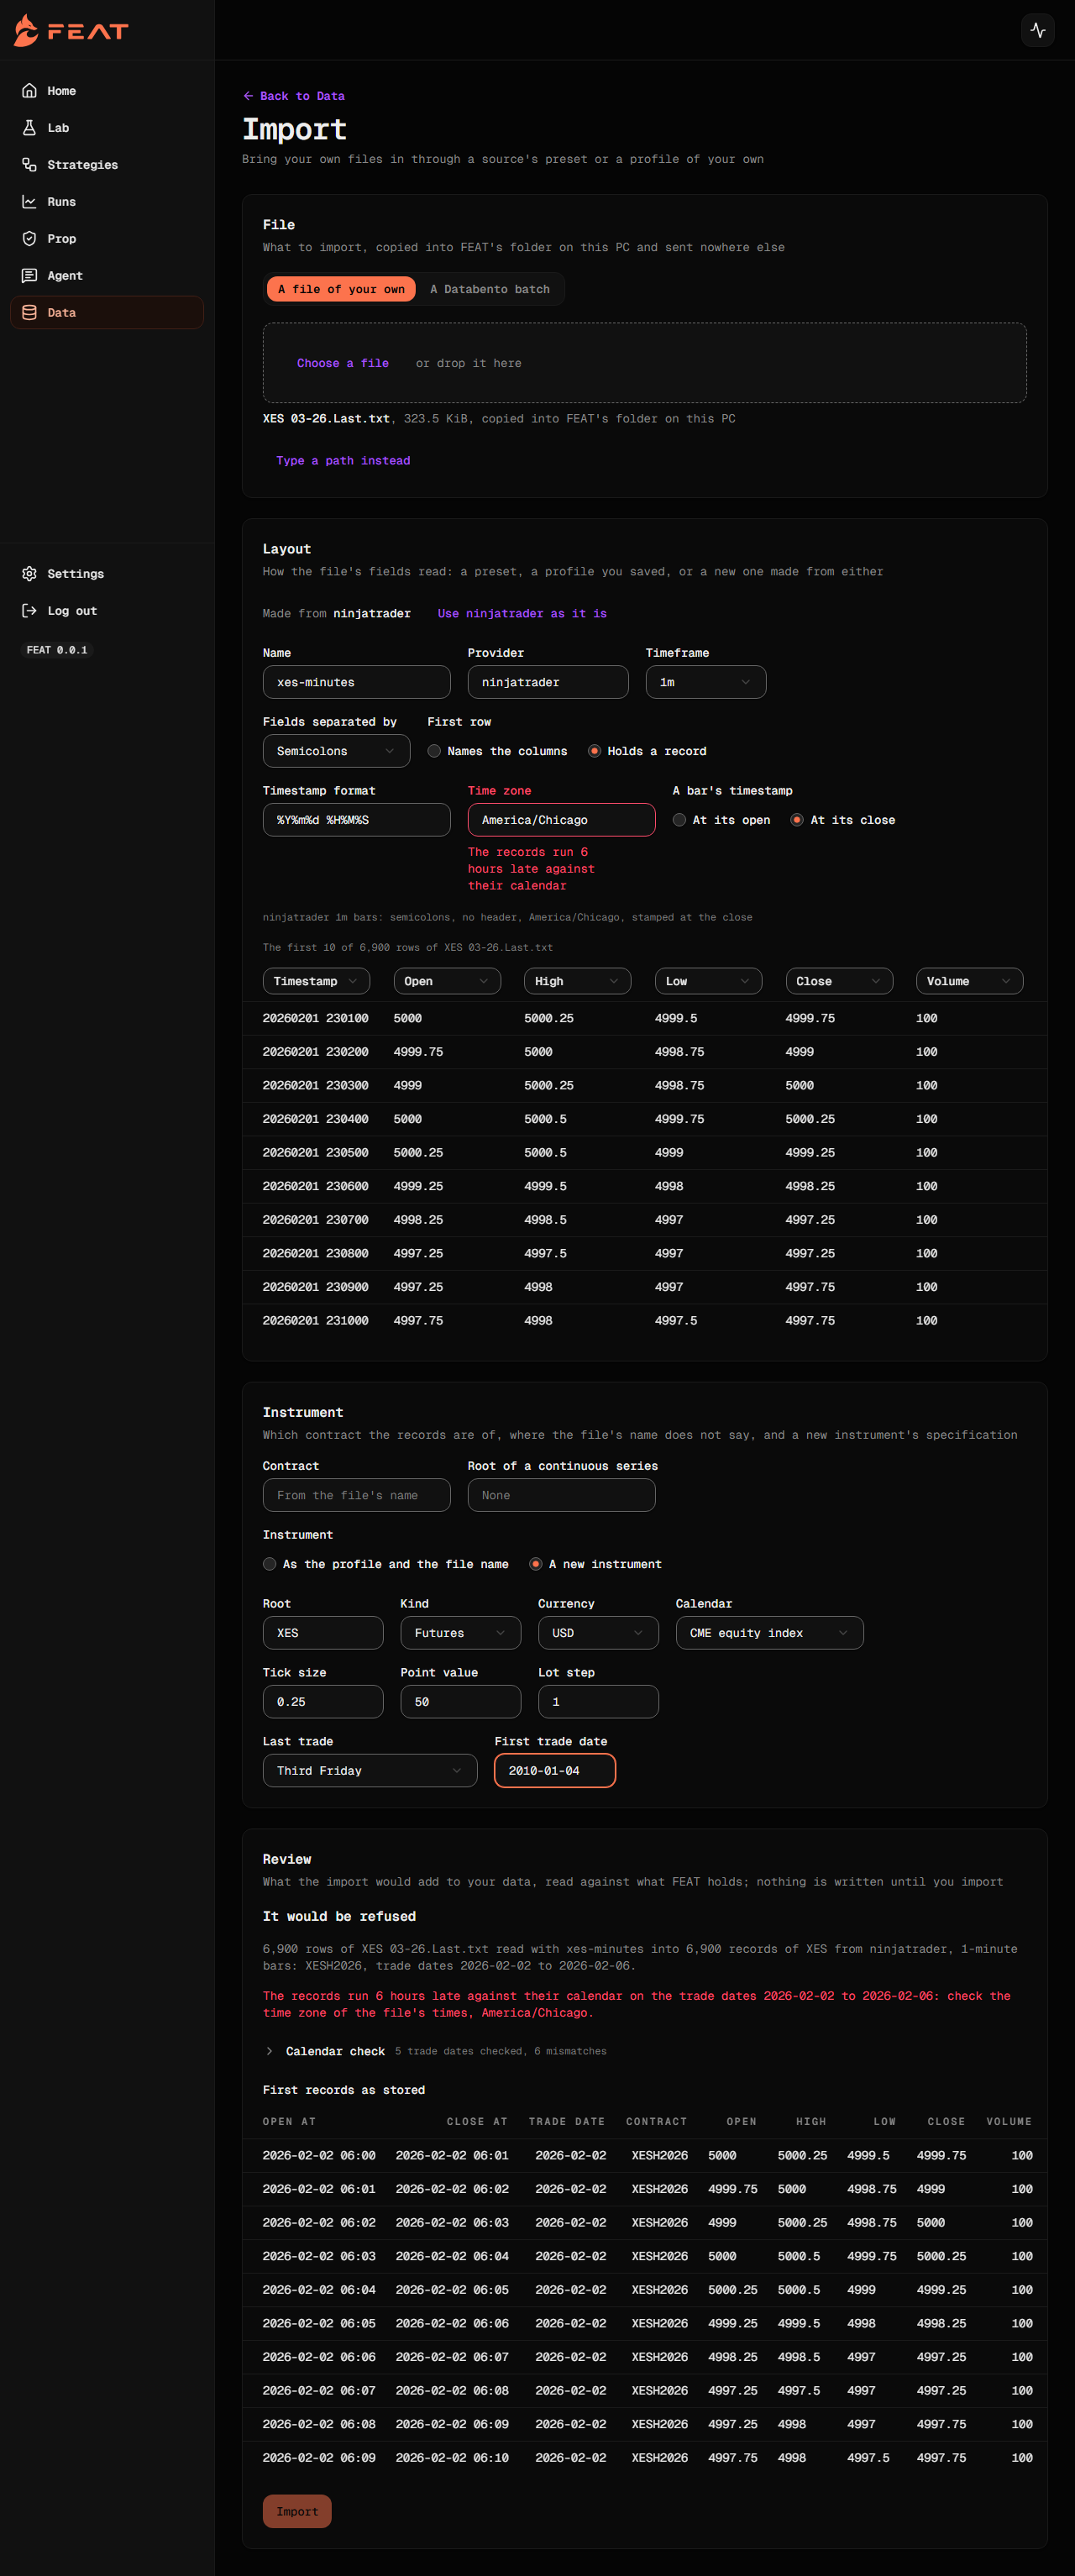 FEAT
Home
Lab
Strategies
Runs
Prop
Agent
Data
Settings
Log out
FEAT 0.0.1
← Back to Data
Import
Bring your own files in through a source's preset or a profile of your own
File
What to import, copied into FEAT's folder on this PC and sent nowhere else
A file of your own A Databento batch
Choose a file or drop it here
XES 03-26.Last.txt, 323.5 KiB, copied into FEAT's folder on this PC
Type a path instead
Layout
How the file's fields read: a preset, a profile you saved, or a new one made from either
Made from ninjatrader Use ninjatrader as it is
Name Provider Timeframe
xes-minutes ninjatrader 1m
Fields separated by First row
Semicolons Names the columns Holds a record
Timestamp format Time zone A bar's timestamp
%Y%m%d %H%M%S America/Chicago At its open At its close
The records run 6
hours late against
their calendar
ninjatrader 1m bars: semicolons, no header, America/Chicago, stamped at the close
The first 10 of 6,900 rows of XES 03-26.Last.txt
Timestamp Open High Low Close Volume
20260201 230100 5000 5000.25 4999.5 4999.75 100
20260201 230200 4999.75 5000 4998.75 4999 100
20260201 230300 4999 5000.25 4998.75 5000 100
20260201 230400 5000 5000.5 4999.75 5000.25 100
20260201 230500 5000.25 5000.5 4999 4999.25 100
20260201 230600 4999.25 4999.5 4998 4998.25 100
20260201 230700 4998.25 4998.5 4997 4997.25 100
20260201 230800 4997.25 4997.5 4997 4997.25 100
20260201 230900 4997.25 4998 4997 4997.75 100
20260201 231000 4997.75 4998 4997.5 4997.75 100
Instrument
Which contract the records are of, where the file's name does not say, and a new instrument's specification
Contract Root of a continuous series
From the file's name None
Instrument
As the profile and the file name A new instrument
Root Kind Currency Calendar
XES Futures USD CME equity index
Tick size Point value Lot step
0.25 50 1
Last trade First trade date
Third Friday 2010-01-04
Review
What the import would add to your data, read against what FEAT holds; nothing is written until you import
It would be refused
6,900 rows of XES 03-26.Last.txt read with xes-minutes into 6,900 records of XES from ninjatrader, 1-minute
bars: XESH2026, trade dates 2026-02-02 to 2026-02-06.
The records run 6 hours late against their calendar on the trade dates 2026-02-02 to 2026-02-06: check the
time zone of the file's times, America/Chicago.
Calendar check 5 trade dates checked, 6 mismatches
First records as stored
OPEN AT CLOSE AT TRADE DATE CONTRACT OPEN HIGH LOW CLOSE VOLUME
2026-02-02 06:00 2026-02-02 06:01 2026-02-02 XESH2026 5000 5000.25 4999.5 4999.75 100
2026-02-02 06:01 2026-02-02 06:02 2026-02-02 XESH2026 4999.75 5000 4998.75 4999 100
2026-02-02 06:02 2026-02-02 06:03 2026-02-02 XESH2026 4999 5000.25 4998.75 5000 100
2026-02-02 06:03 2026-02-02 06:04 2026-02-02 XESH2026 5000 5000.5 4999.75 5000.25 100
2026-02-02 06:04 2026-02-02 06:05 2026-02-02 XESH2026 5000.25 5000.5 4999 4999.25 100
2026-02-02 06:05 2026-02-02 06:06 2026-02-02 XESH2026 4999.25 4999.5 4998 4998.25 100
2026-02-02 06:06 2026-02-02 06:07 2026-02-02 XESH2026 4998.25 4998.5 4997 4997.25 100
2026-02-02 06:07 2026-02-02 06:08 2026-02-02 XESH2026 4997.25 4997.5 4997 4997.25 100
2026-02-02 06:08 2026-02-02 06:09 2026-02-02 XESH2026 4997.25 4998 4997 4997.75 100
2026-02-02 06:09 2026-02-02 06:10 2026-02-02 XESH2026 4997.75 4998 4997.5 4997.75 100
Import